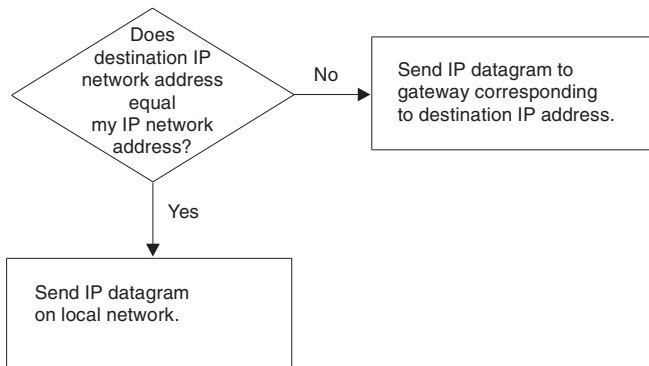 Does
destination IP
network address
equal
my IP network
address?
No
Send IP datagram to
gateway corresponding
to destination IP address.
Yes
Send IP datagram
on local network.